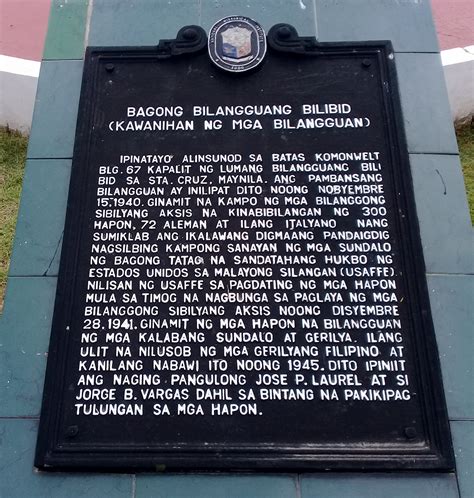 BAGONG BILANGGUANG BILIBID
(KAWANIHAN NG MGA BILANGGUAN)
IPINATAYO ALINSUNOD SA BATAS KOMONWELT
BLG. 67 KAPALIT NG LUMANG BILANGGUANG BILI
BID SA STA. CRUZ, MAYNILA. ANG PAMBANSANG
BILANGGUAN AY INILIPAT DITO NOONG NOBYEMBRE
15,1940. GINAMIT NA KAMPO NG MGA BILANGGONG
SIBILYANG AKSIS NA KINABIBILANGAN NG 300
HAPON, 72 ALEMAN AT ILANG ITALYANO NANG
SUMIKLAB ANG IKALAWANG DIGMAANG PANDAIGDIG
NAGSILBING KAMPONG SANAYAN NG MGA SUNDALO
NG BAGONG TATAG NA SANDATAHANG HUKBO NG
ESTADOS UNIDOS SA MALAYONG SILANGAN (USAFFE).
NILISAN NG USAFFE SA PAGDATING NG MGA HAPON
MULA SA TIMOG NA NAGBUNGA SA PAGLAYA NG MGA
BILANGGONG SIBILYANG AKSIS NOONG DISYEMBRE
28,1941. GINAMIT NG MGA HAPON NA BILANGGUAN
NG MGA KALABANG SUNDALO AT GERILYA. ILANG
ULIT NA NILUSOB NG MGA GERILYANG FILIPINO AT
KANILANG NABAWI ITO NOONG 1945. DITO IPINIIT
ANG NAGING PANGULONG JOSE P. LAUREL AT SI
JORGE B. VARGAS DAHIL SA BINTANG NA PAKIKIPAG
TULUNGAN SA MGA HAPON.